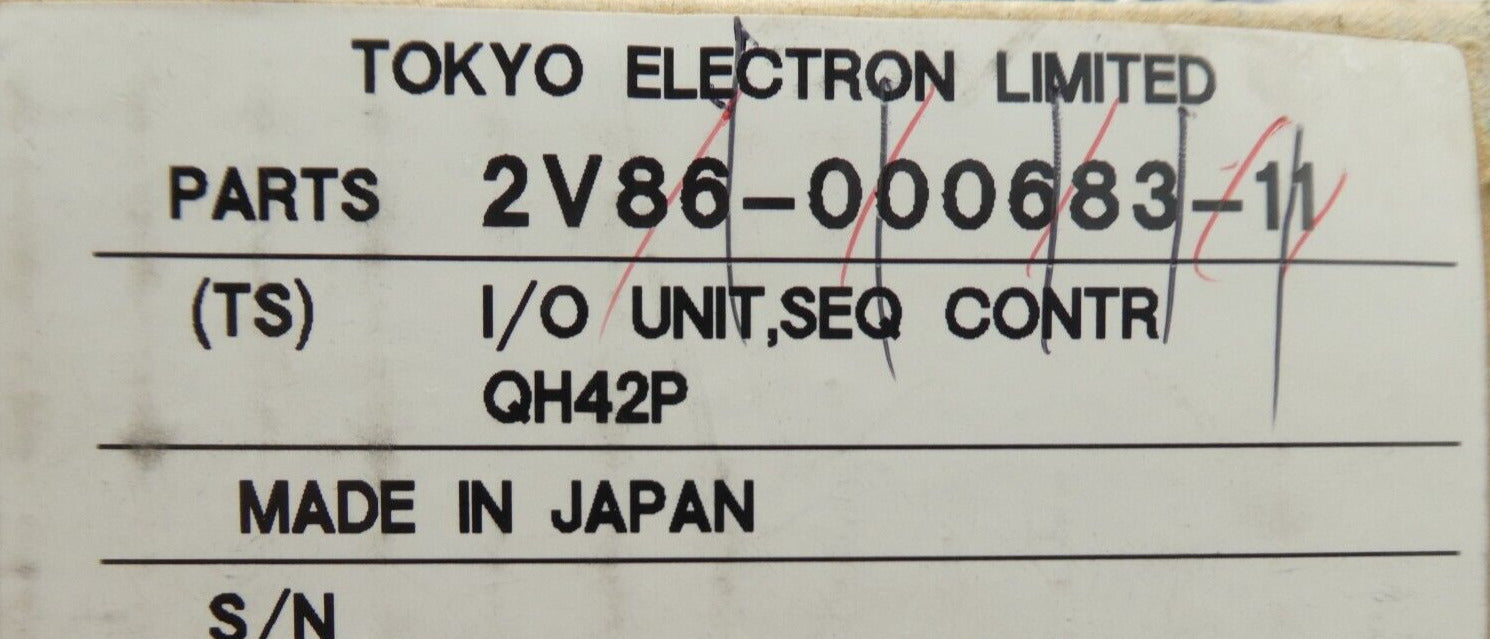 TOKYO ELECTRON LIMITED
PARTS 2V86-000683-11
(TS) I/O UNIT,SEQ CONTR
QH42P
MADE IN JAPAN
S/N